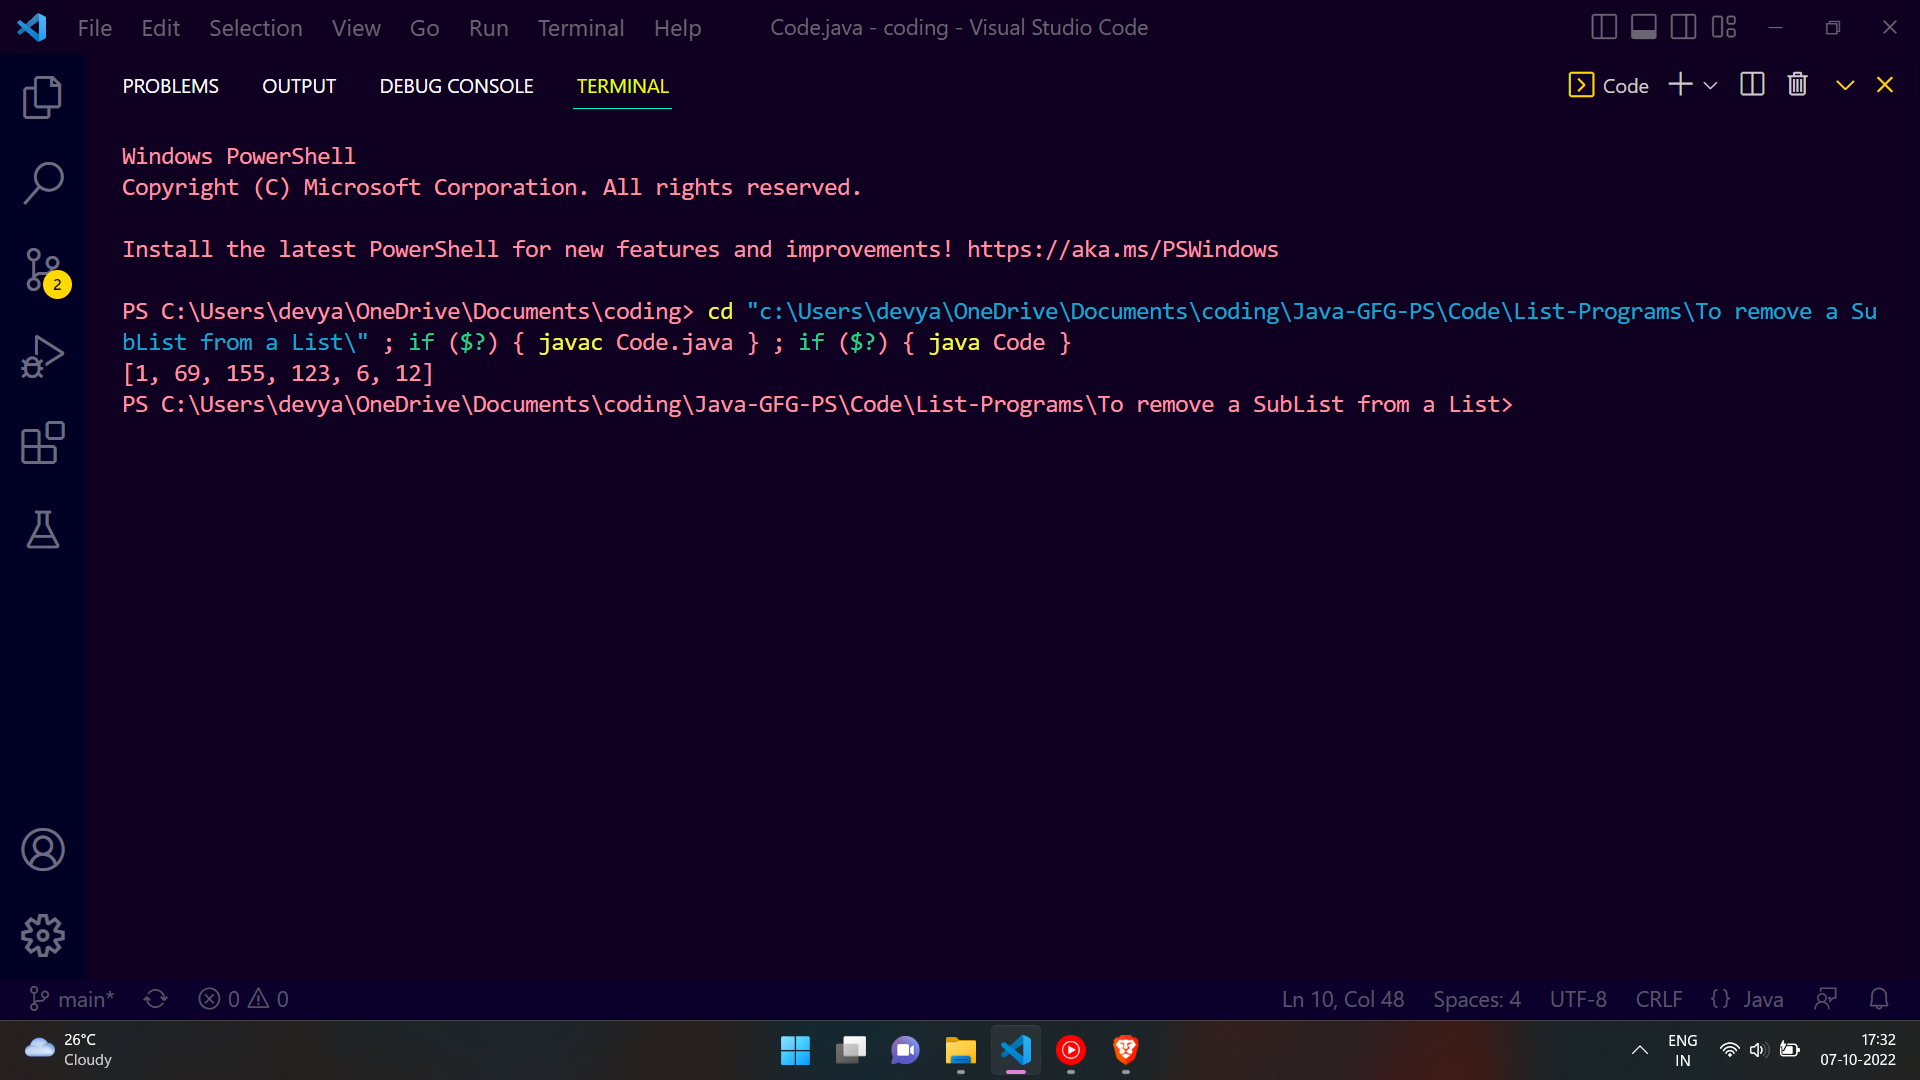 File Edit Selection View Go Run Terminal Help Code.java - coding - Visual Studio Code
PROBLEMS OUTPUT DEBUG CONSOLE TERMINAL Code
Windows PowerShell
Copyright (C) Microsoft Corporation. All rights reserved.
Install the latest PowerShell for new features and improvements! https://aka.ms/PSWindows
PS C:\Users\devya\OneDrive\Documents\coding> cd "c:\Users\devya\OneDrive\Documents\coding\Java-GFG-PS\Code\List-Programs\To remove a Su
bList from a List\" ; if ($?) { javac Code.java } ; if ($?) { java Code }
[1, 69, 155, 123, 6, 12]
PS C:\Users\devya\OneDrive\Documents\coding\Java-GFG-PS\Code\List-Programs\To remove a SubList from a List>
2
main* 0 0 Ln 10, Col 48 Spaces: 4 UTF-8 CRLF {} Java
26°C
Cloudy
ENG
IN
17:32
07-10-2022